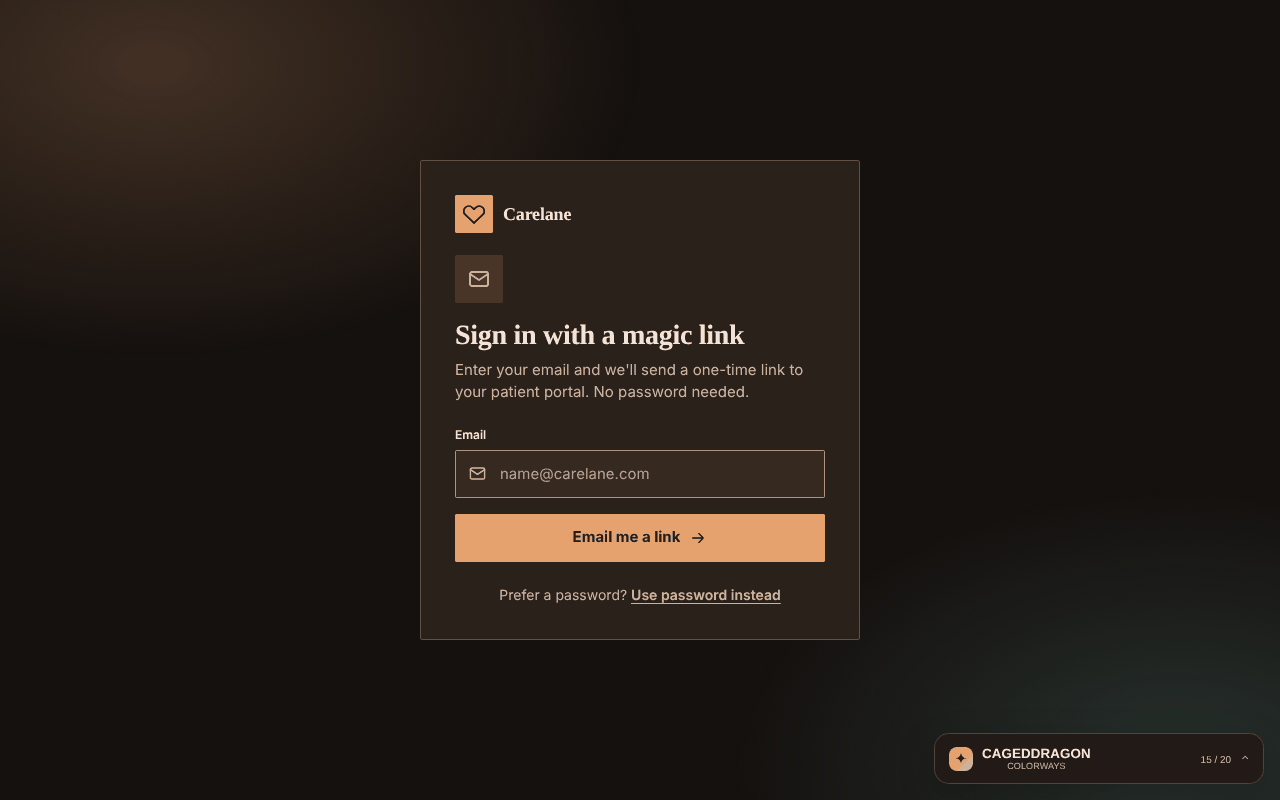 Carelane
Sign in with a magic link
Enter your email and we'll send a one-time link to
your patient portal. No password needed.
Email
name@carelane.com
Email me a link →
Prefer a password? Use password instead
CAGEDDRAGON
COLORWAYS
15 / 20